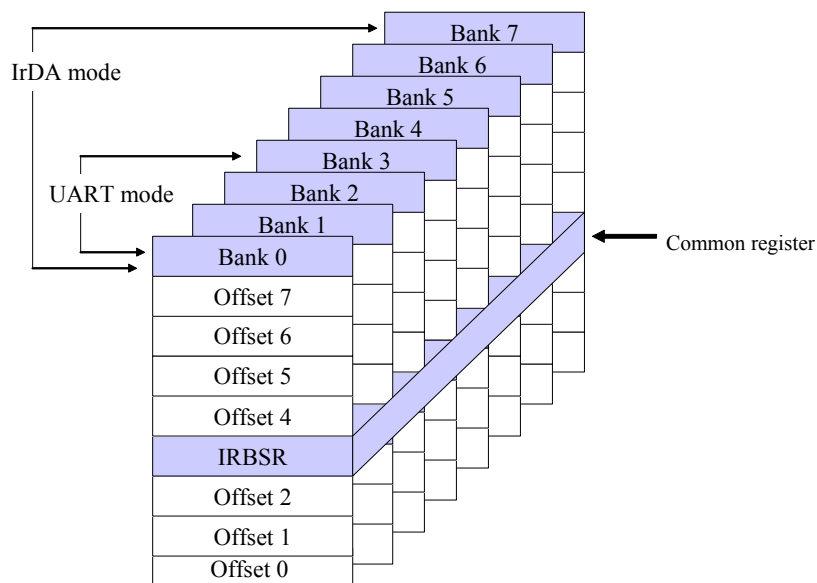 Bank 7
Bank 6
IrDA mode
Bank 5
Bank 4
Bank 3
UART mode
Bank 2
Bank 1
Bank 0
Common register
Offset 7
Offset 6
Offset 5
Offset 4
IRBSR
Offset 2
Offset 1
Offset 0